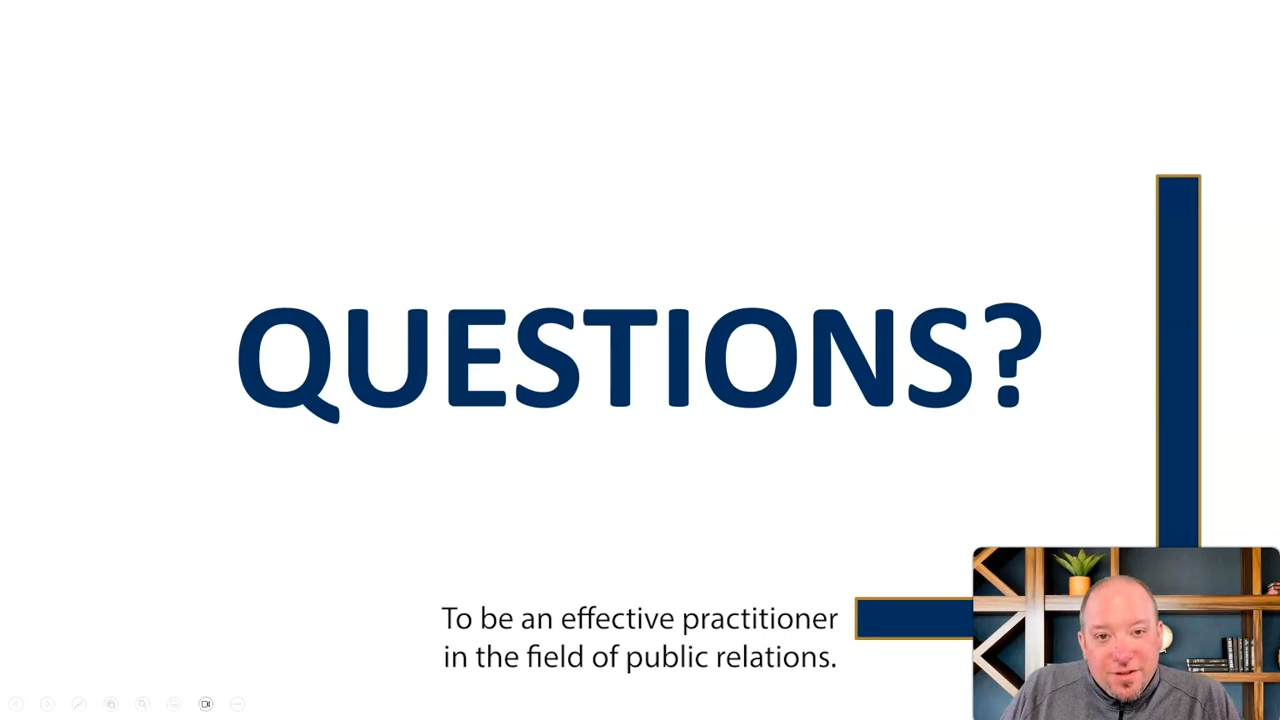 QUESTIONS?
To be an effective practitioner
in the field of public relations.